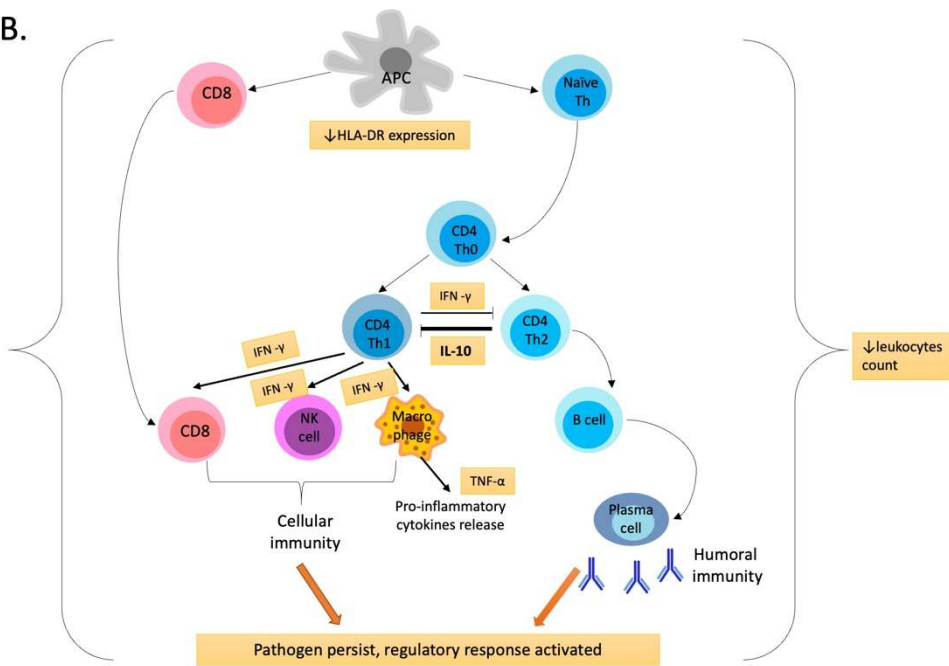 B.
APC
CD8
Naïve
Th
↓HLA-DR expression
CD4
Th0
IFN -γ
CD4
Th1
CD4
Th2
IL-10
↓leukocytes
count
IFN -γ
IFN -γ
IFN -γ
CD8
NK
cell
Macro
phage
B cell
TNF-α
Pro-inflammatory
cytokines release
Cellular
immunity
Plasma
cell
Humoral
immunity
Pathogen persist, regulatory response activated